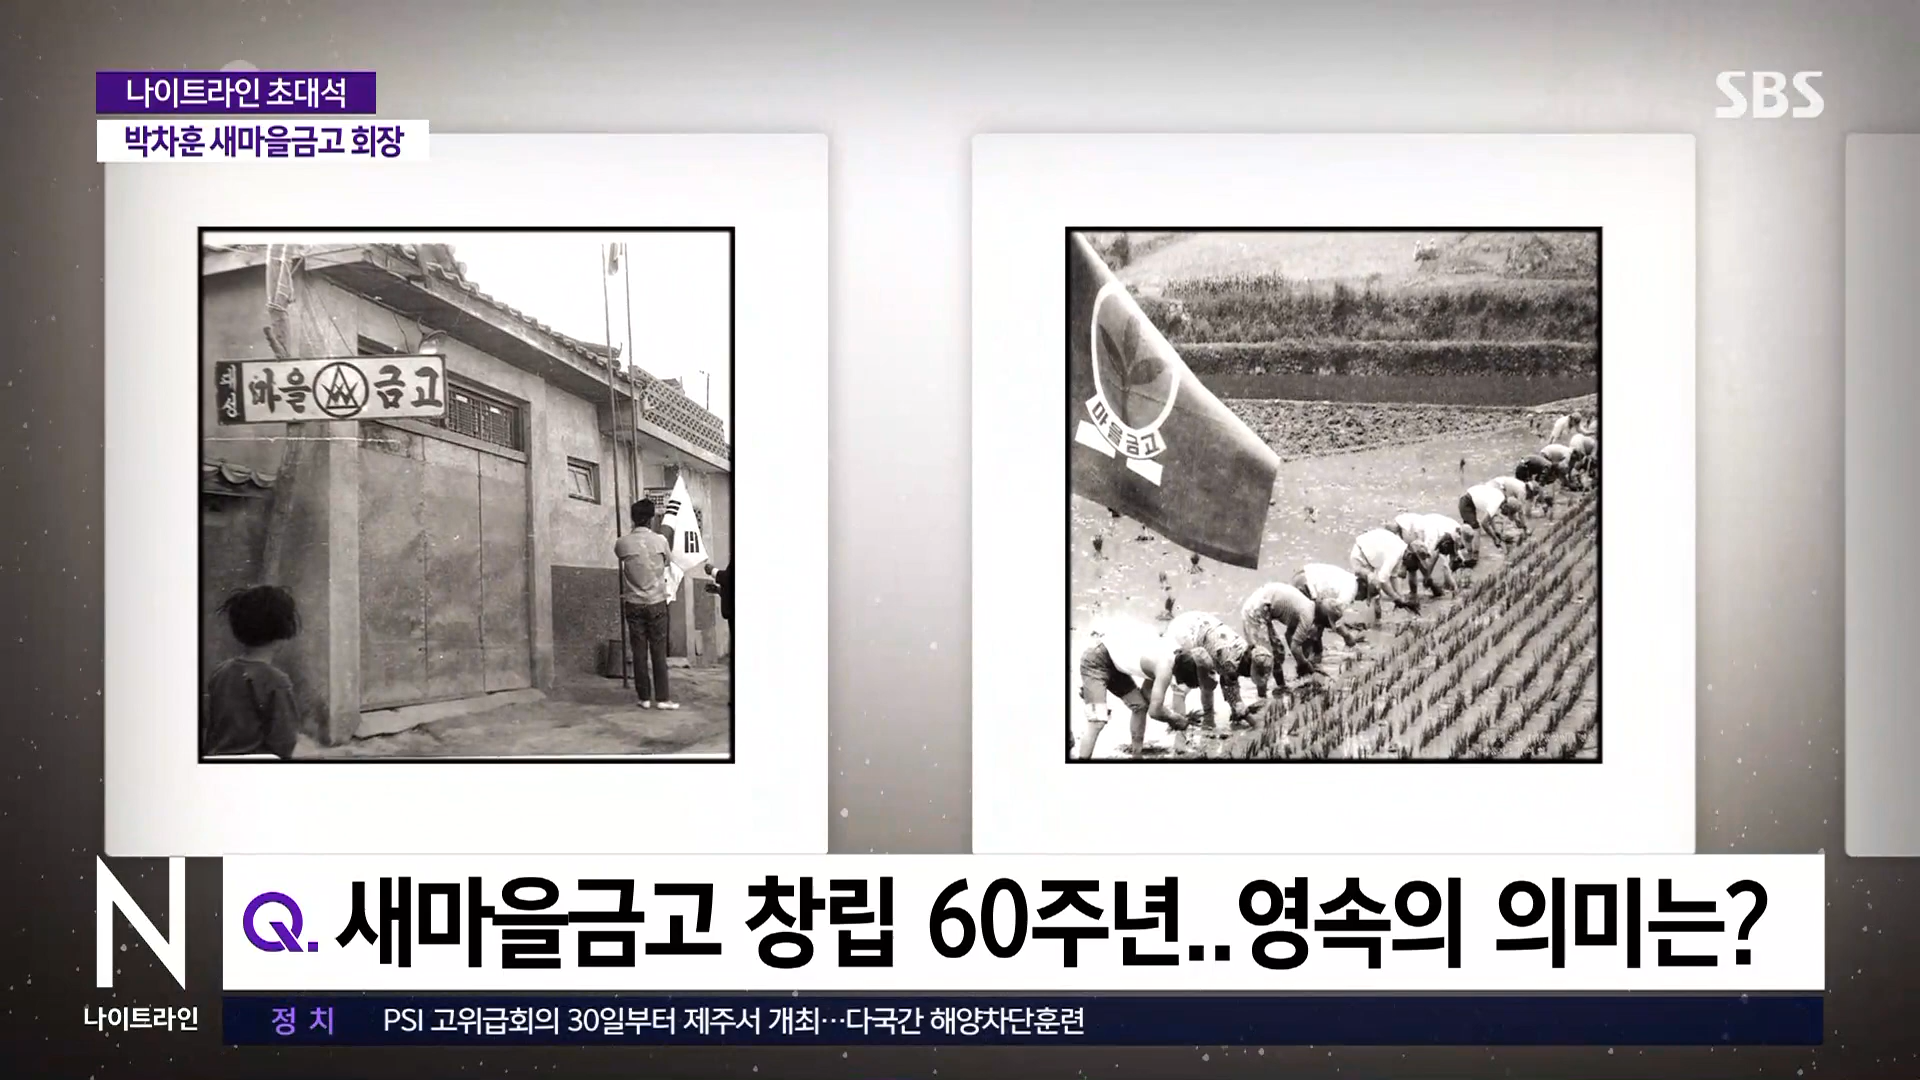 나이트라인 초대석
SBS
박차훈 새마을금고 회장
마을 금고
마을금고
Q. 새마을금고 창립 60주년..영속의 의미는?
N
나이트라인
정 치 PSI 고위급회의 30일부터 제주서 개최…다국간 해양차단훈련